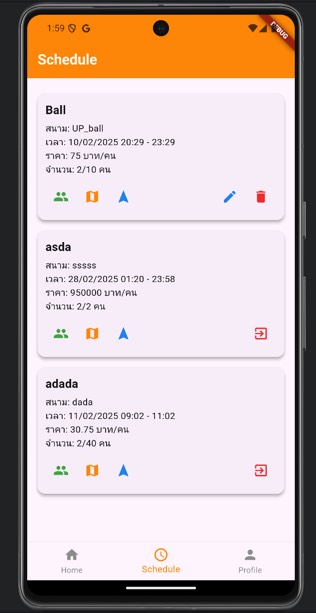 1:59
DEBUG
Schedule
Ball
สนาม: UP_ball
เวลา: 10/02/2025 20:29 - 23:29
ราคา: 75 บาท/คน
จำนวน: 2/10 คน
asda
สนาม: sssss
เวลา: 28/02/2025 01:20 - 23:58
ราคา: 950000 บาท/คน
จำนวน: 2/2 คน
adada
สนาม: dada
เวลา: 11/02/2025 09:02 - 11:02
ราคา: 30.75 บาท/คน
จำนวน: 2/40 คน
Home
Schedule
Profile